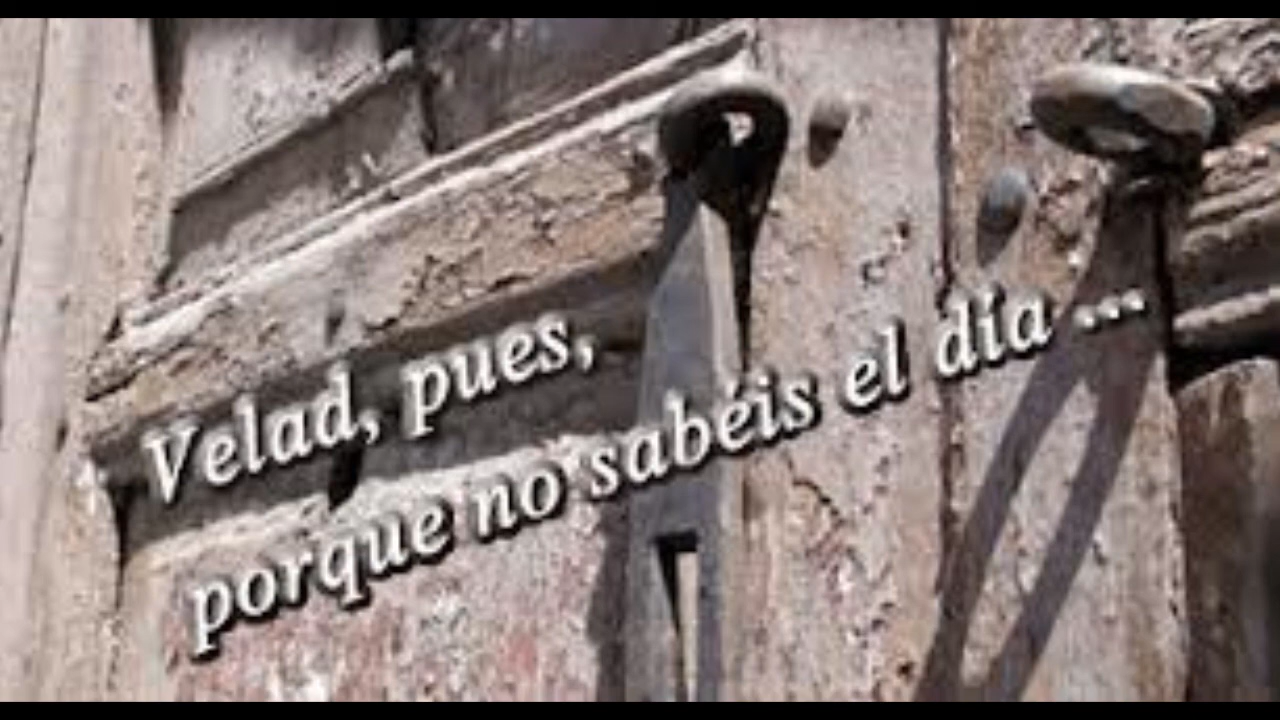 Velad, pues,
porque no sabéis el día ...